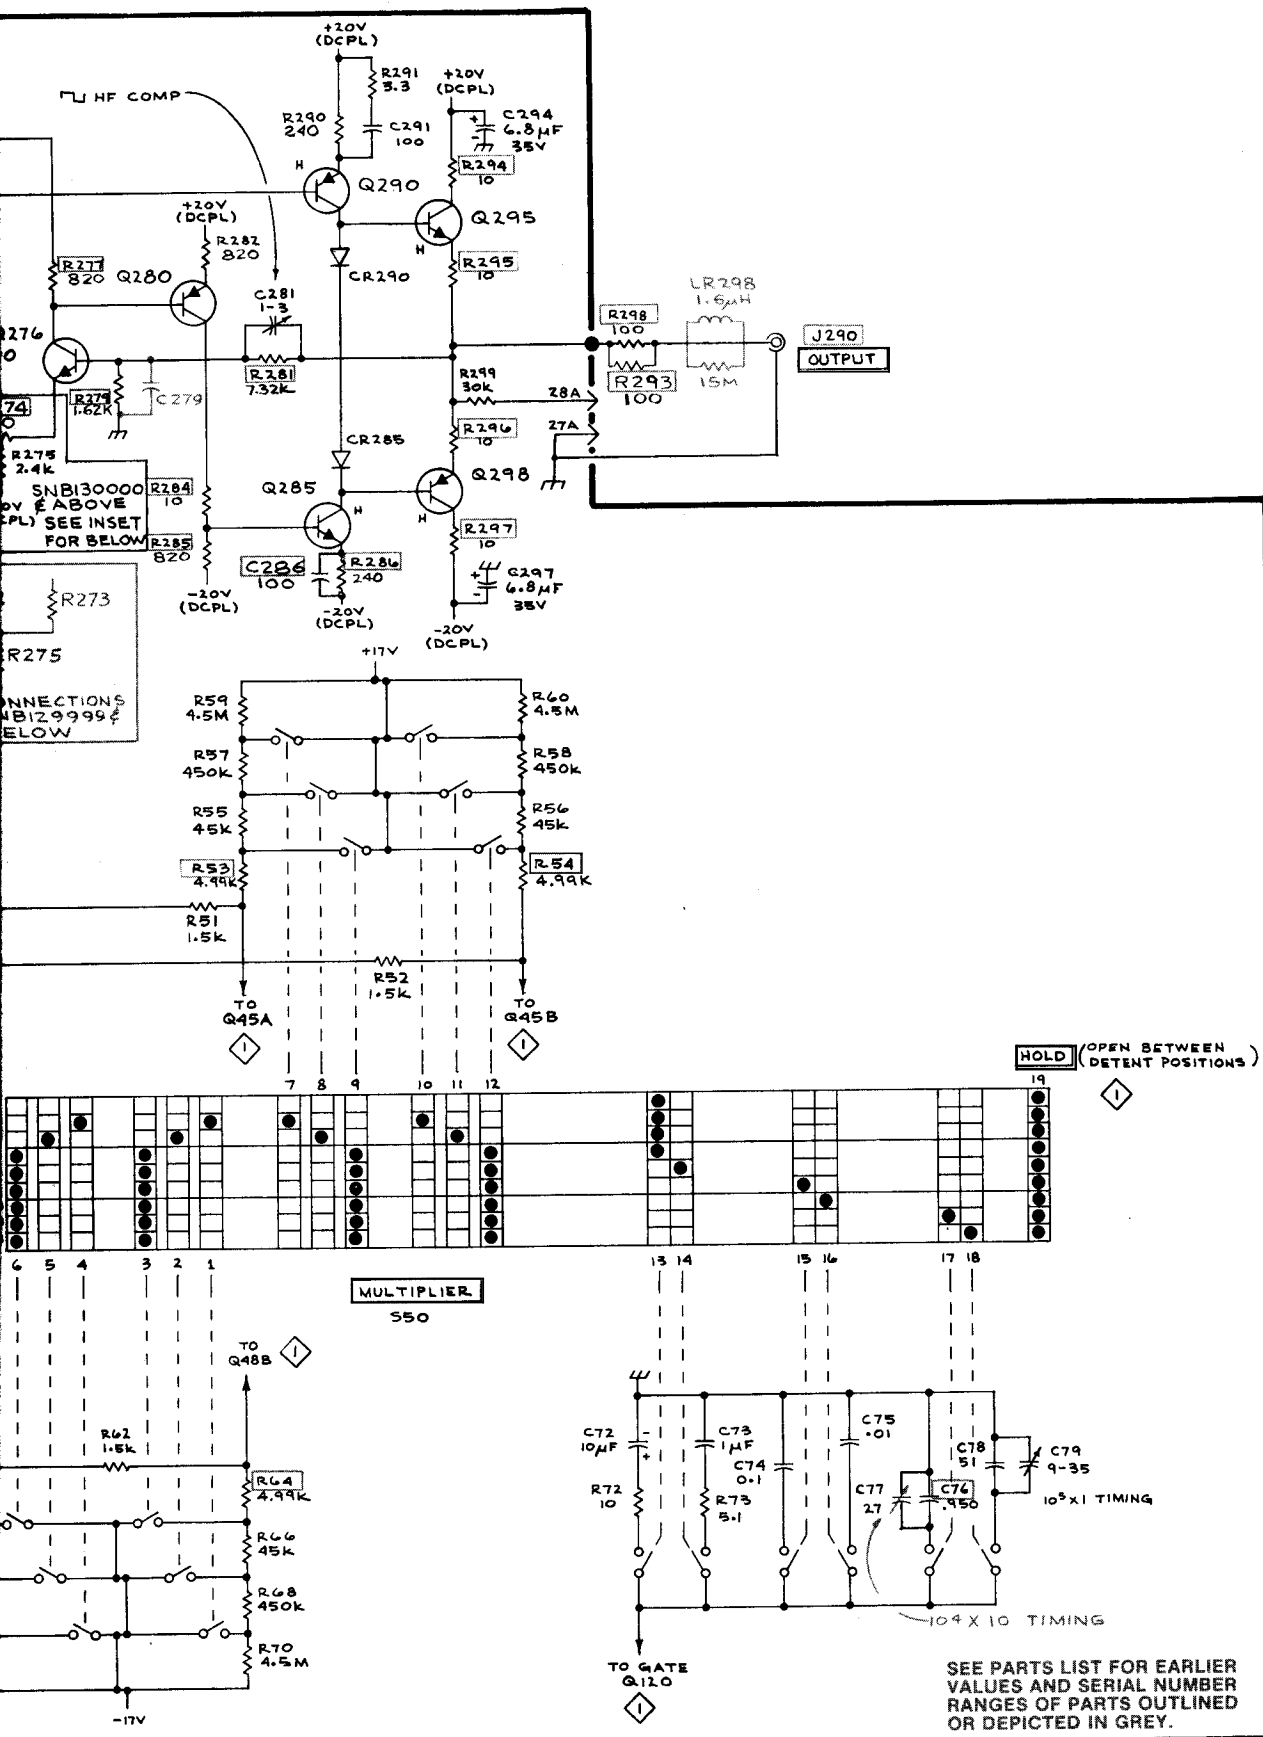 +20V
(DCPL)
R291
3.3
+20V
(DCPL)
HF COMP
R290
240
C291
100
C294
6.8µF
35V
H
R294
10
Q290
+20V
(DCPL)
Q295
H
R282
820
R277
820
Q280
CR290
R295
10
C281
1-3
LR298
1.6µH
R298
100
J290
OUTPUT
R281
7.32K
R293
100
15M
R299
30K
28A
R279
1.62K
C279
27A
R296
10
CR285
R275
2.4K
Q298
Q285
SNB130000
& ABOVE
SEE INSET
FOR BELOW
R284
10
H
H
R297
10
R285
820
C286
100
R286
240
C297
6.8µF
35V
-20V
(DCPL)
-20V
(DCPL)
-20V
(DCPL)
R273
R275
+17V
R59
4.5M
R60
4.5M
R57
450K
R58
450K
R55
45K
R56
45K
R53
4.99K
R54
4.99K
R51
1.5K
R52
1.5K
TO
Q45A
1
TO
Q45B
1
HOLD (OPEN BETWEEN
DETENT POSITIONS)
1
7 8 9 10 11 12 19
6 5 4 3 2 1 13 14 15 16 17 18
MULTIPLIER
S50
TO
Q48B
1
R62
1.5K
R64
4.99K
R66
45K
R68
450K
R70
4.5M
-17V
C72
10µF
-
+
C73
1µF
C74
0.1
C75
.01
C78
51
C79
9-35
C77
27
C76
.950
10⁵ X1 TIMING
R72
10
R73
5.1
10⁴ X 10 TIMING
TO GATE
Q120
1
SEE PARTS LIST FOR EARLIER
VALUES AND SERIAL NUMBER
RANGES OF PARTS OUTLINED
OR DEPICTED IN GREY.